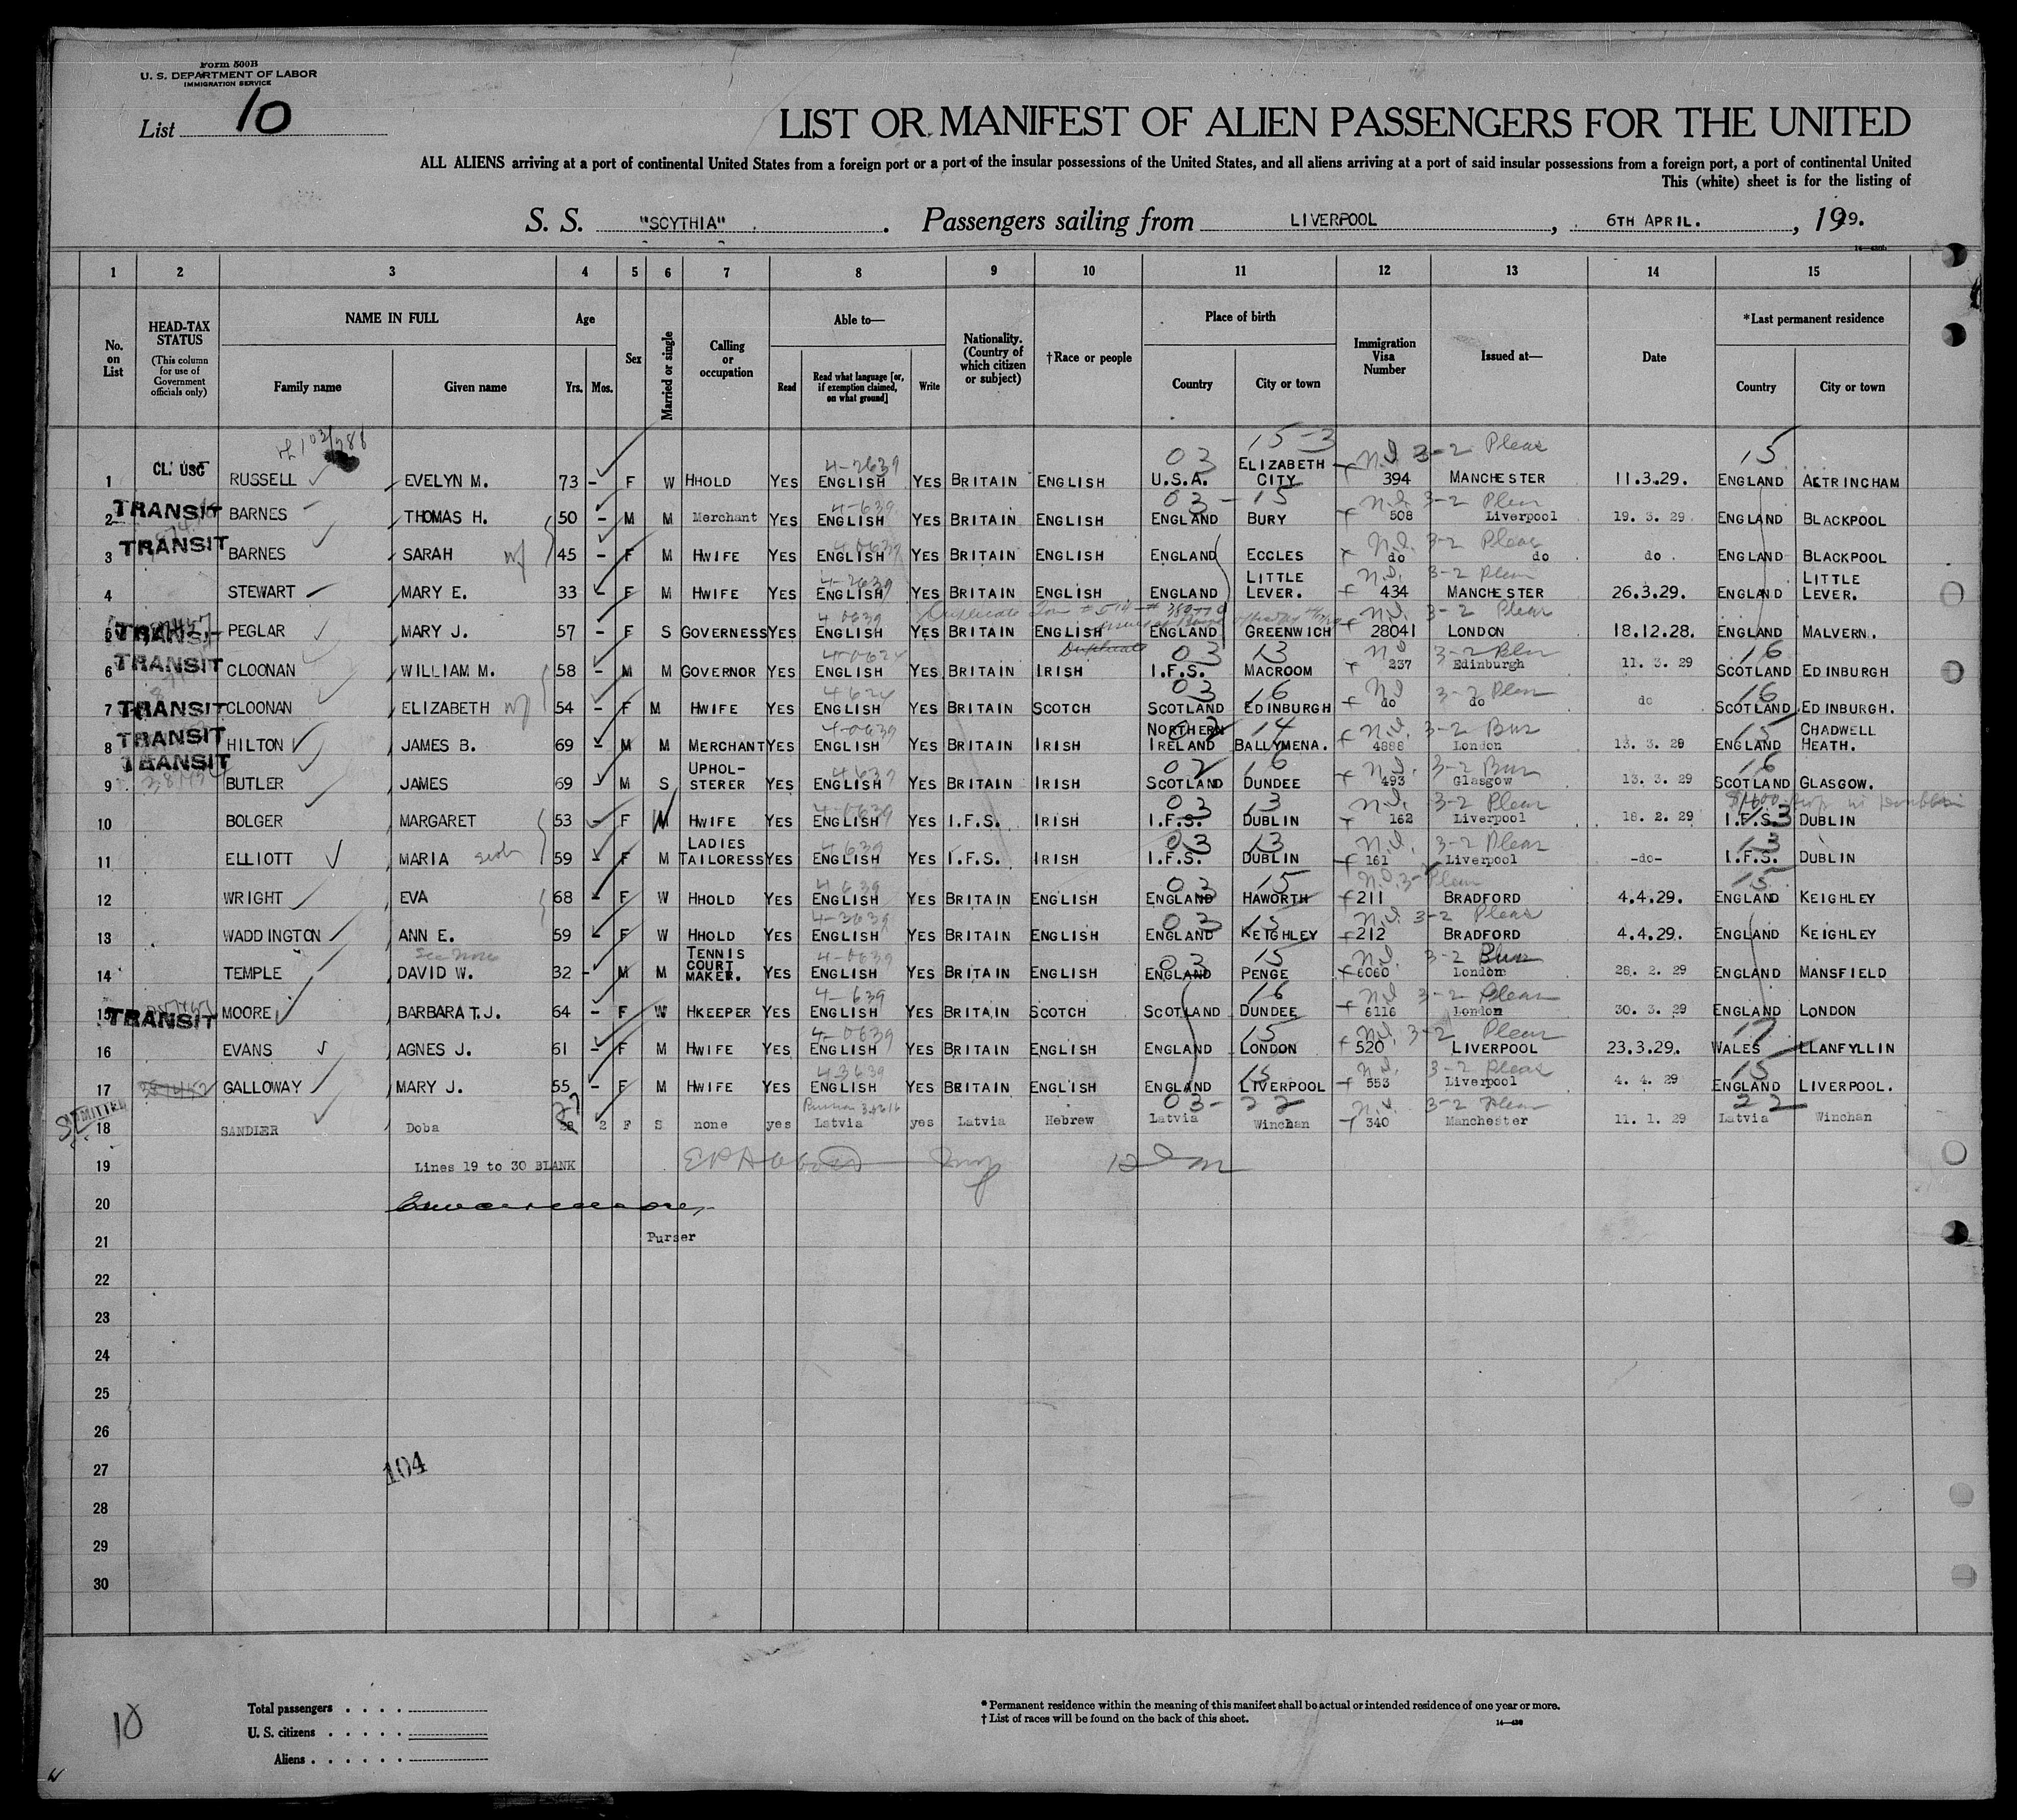 Form 500B
U. S. DEPARTMENT OF LABOR
IMMIGRATION SERVICE
List 10
LIST OR MANIFEST OF ALIEN PASSENGERS FOR THE UNITED
ALL ALIENS arriving at a port of continental United States from a foreign port or a port of the insular possessions of the United States, and all aliens arriving at a port of said insular possessions from a foreign port, a port of continental United
This (white) sheet is for the listing of
S. S. "SCYTHIA". Passengers sailing from LIVERPOOL, 6TH APRIL., 1929.
1 2 3 4 5 6 7 8 9 10 11 12 13 14 15
No. on List
HEAD-TAX STATUS (This column for use of Government officials only)
NAME IN FULL Family name Given name
Age Yrs. Mos.
Sex
Married or single
Calling or occupation
Able to— Read Read what language [or, if exemption claimed, on what ground] Write
Nationality. (Country of which citizen or subject)
†Race or people
Place of birth Country City or town
Immigration Visa Number
Issued at—
Date
*Last permanent residence Country City or town
1 CL. USC RUSSELL EVELYN M. 73 - F W HHOLD YES ENGLISH YES BRITAIN ENGLISH U.S.A. ELIZABETH CITY 394 MANCHESTER 11.3.29. ENGLAND ALTRINCHAM
2 TRANSIT BARNES THOMAS H. 50 - M M Merchant YES ENGLISH YES BRITAIN ENGLISH ENGLAND BURY 508 Liverpool 19. 3. 29 ENGLAND BLACKPOOL
3 TRANSIT BARNES SARAH wf 45 - F M HWIFE YES ENGLISH YES BRITAIN ENGLISH ENGLAND ECCLES do do do ENGLAND BLACKPOOL
4 STEWART MARY E. 33 - F M HWIFE YES ENGLISH YES BRITAIN ENGLISH ENGLAND LITTLE LEVER. 434 MANCHESTER 26.3.29. ENGLAND LITTLE LEVER.
5 TRANSIT PEGLAR MARY J. 57 - F S GOVERNESS YES ENGLISH YES BRITAIN ENGLISH ENGLAND GREENWICH 28041 LONDON 18.12.28. ENGLAND MALVERN.
6 TRANSIT CLOONAN WILLIAM M. 58 - M M GOVERNOR YES ENGLISH YES BRITAIN IRISH I.F.S. MACROOM 237 Edinburgh 11. 3. 29 SCOTLAND EDINBURGH
7 TRANSIT CLOONAN ELIZABETH wf 54 - F M HWIFE YES ENGLISH YES BRITAIN SCOTCH SCOTLAND EDINBURGH do do do SCOTLAND EDINBURGH.
8 TRANSIT HILTON JAMES B. 69 - M M MERCHANT YES ENGLISH YES BRITAIN IRISH NORTHERN IRELAND BALLYMENA. 4888 London 13. 3. 29 ENGLAND CHADWELL HEATH.
9 TRANSIT BUTLER JAMES 69 - M S UPHOL-STERER YES ENGLISH YES BRITAIN IRISH SCOTLAND DUNDEE 493 Glasgow 13. 3. 29 SCOTLAND GLASGOW.
10 BOLGER MARGARET 53 - F W HWIFE YES ENGLISH YES I.F.S. IRISH I.F.S. DUBLIN 162 Liverpool 18. 2. 29 I.F.S. DUBLIN
11 ELLIOTT MARIA 59 - F M LADIES TAILORESS YES ENGLISH YES I.F.S. IRISH I.F.S. DUBLIN 161 Liverpool -do- I.F.S. DUBLIN
12 WRIGHT EVA 68 - F W HHOLD YES ENGLISH YES BRITAIN ENGLISH ENGLAND HAWORTH 211 BRADFORD 4.4.29. ENGLAND KEIGHLEY
13 WADDINGTON ANN E. 59 - F W HHOLD YES ENGLISH YES BRITAIN ENGLISH ENGLAND KEIGHLEY 212 BRADFORD 4.4.29. ENGLAND KEIGHLEY
14 TEMPLE DAVID W. 32 - M M TENNIS COURT MAKER. YES ENGLISH YES BRITAIN ENGLISH ENGLAND PENGE 6060 London 28. 2. 29 ENGLAND MANSFIELD
15 TRANSIT MOORE BARBARA T.J. 64 - F W HKEEPER YES ENGLISH YES BRITAIN SCOTCH SCOTLAND DUNDEE 6116 London 30. 3. 29 ENGLAND LONDON
16 EVANS AGNES J. 61 - F M HWIFE YES ENGLISH YES BRITAIN ENGLISH ENGLAND LONDON 520 LIVERPOOL 23.3.29. WALES LLANFYLLIN
17 GALLOWAY MARY J. 55 - F M HWIFE YES ENGLISH YES BRITAIN ENGLISH ENGLAND LIVERPOOL 553 Liverpool 4. 4. 29 ENGLAND LIVERPOOL.
18 SANDLER Doba 27 2 F S none yes Latvia yes Latvia Hebrew Latvia Winchan 340 Manchester 11. 1. 29 Latvia Winchan
19 Lines 19 to 30 BLANK
20
21 Purser
22
23
24
25
26
27 104
28
29
30
10
Total passengers . . . .
U. S. citizens . . . . .
Aliens . . . . . .
* Permanent residence within the meaning of this manifest shall be actual or intended residence of one year or more.
† List of races will be found on the back of this sheet.